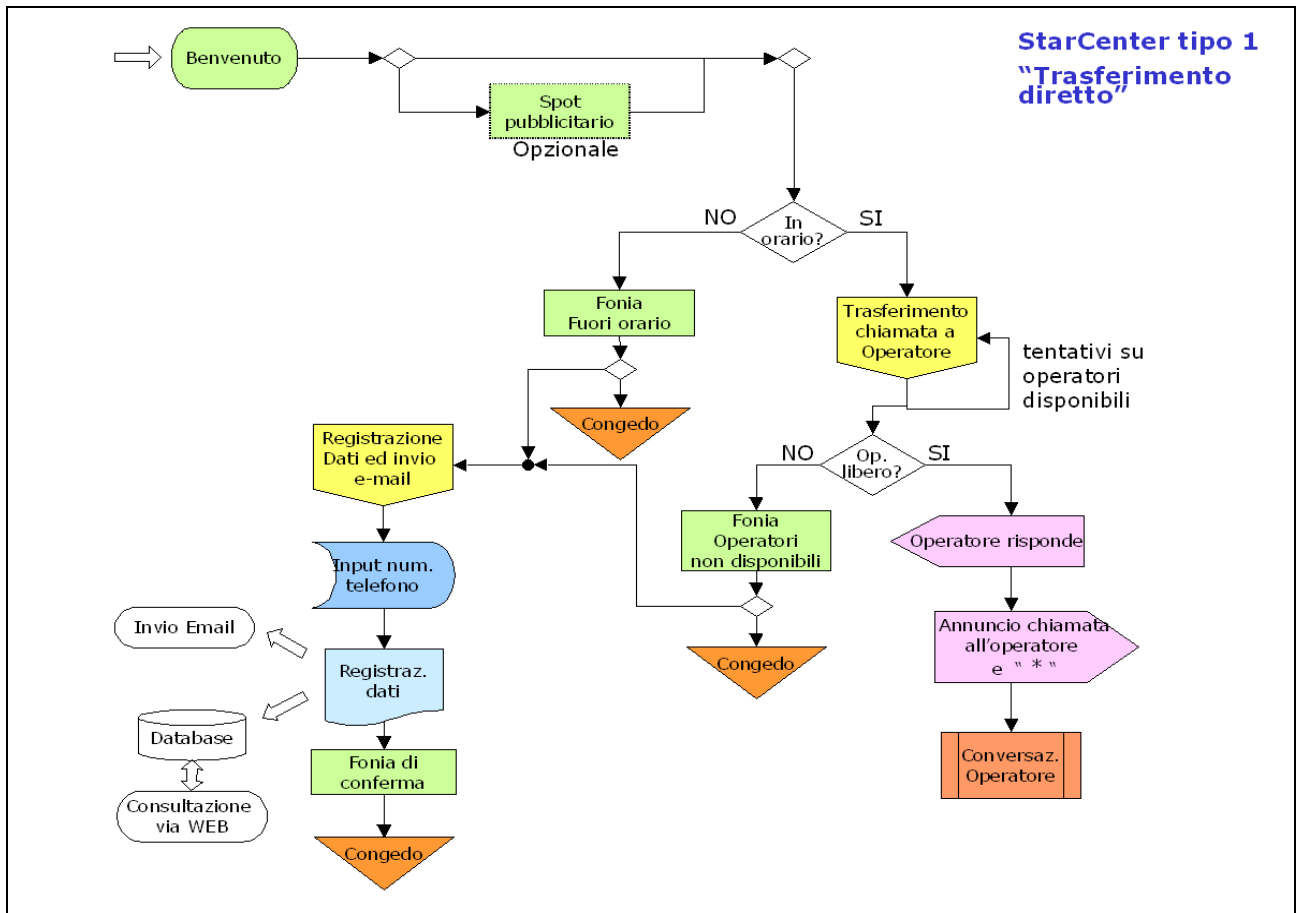 StarCenter tipo 1
“Trasferimento
diretto”
Benvenuto
Spot
pubblicitario
Opzionale
NO
In
orario?
SI
Fonia
Fuori orario
Trasferimento
chiamata a
Operatore
tentativi su
operatori
disponibili
Congedo
Registrazione
Dati ed invio
e-mail
NO
Op.
libero?
SI
Fonia
Operatori
non disponibili
Operatore risponde
Input num.
telefono
Invio Email
Annuncio chiamata
all'operatore
e " * "
Congedo
Registraz.
dati
Database
Fonia di
conferma
Conversaz.
Operatore
Consultazione
via WEB
Congedo